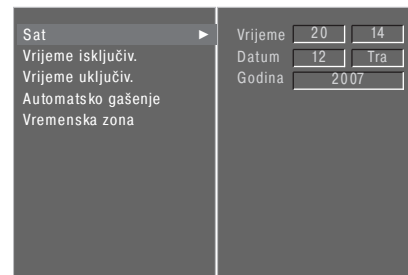 Sat ►
Vrijeme isključiv.
Vrijeme uključiv.
Automatsko gašenje
Vremenska zona
Vrijeme 20 14
Datum 12 Tra
Godina 2007